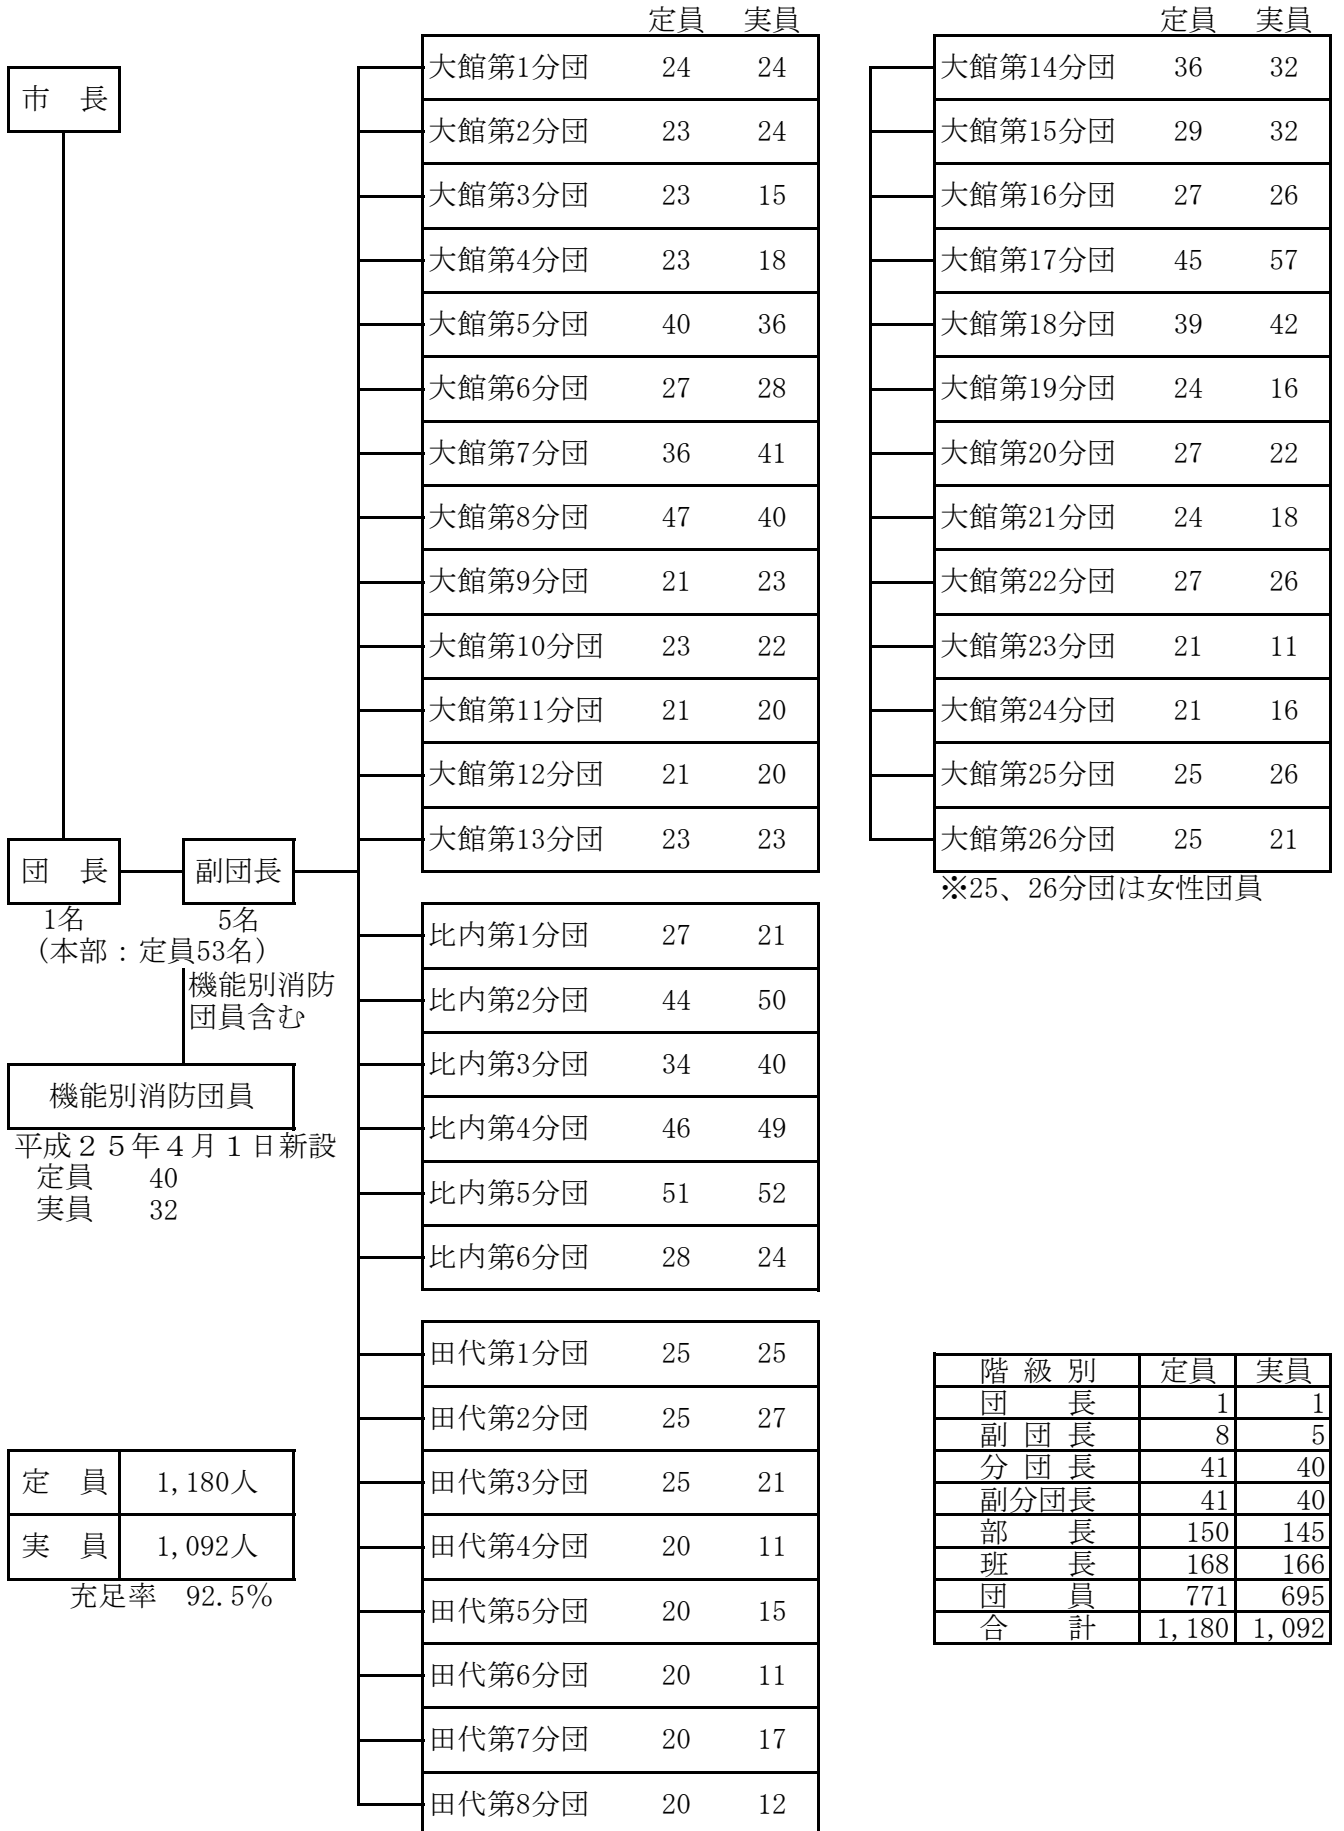 市　長
団　長
1名
副団長
5名
(本部：定員53名)
機能別消防
団員含む
機能別消防団員
平成２５年４月１日新設
定員　40
実員　32
定　員　1,180人
実　員　1,092人
充足率　92.5%
定員　実員
大館第1分団　24　24
大館第2分団　23　24
大館第3分団　23　15
大館第4分団　23　18
大館第5分団　40　36
大館第6分団　27　28
大館第7分団　36　41
大館第8分団　47　40
大館第9分団　21　23
大館第10分団　23　22
大館第11分団　21　20
大館第12分団　21　20
大館第13分団　23　23
比内第1分団　27　21
比内第2分団　44　50
比内第3分団　34　40
比内第4分団　46　49
比内第5分団　51　52
比内第6分団　28　24
田代第1分団　25　25
田代第2分団　25　27
田代第3分団　25　21
田代第4分団　20　11
田代第5分団　20　15
田代第6分団　20　11
田代第7分団　20　17
田代第8分団　20　12
定員　実員
大館第14分団　36　32
大館第15分団　29　32
大館第16分団　27　26
大館第17分団　45　57
大館第18分団　39　42
大館第19分団　24　16
大館第20分団　27　22
大館第21分団　24　18
大館第22分団　27　26
大館第23分団　21　11
大館第24分団　21　16
大館第25分団　25　26
大館第26分団　25　21
※25、26分団は女性団員
階 級 別　定員　実員
団　　長　1　1
副 団 長　8　5
分 団 長　41　40
副分団長　41　40
部　　長　150　145
班　　長　168　166
団　　員　771　695
合　　計　1,180　1,092